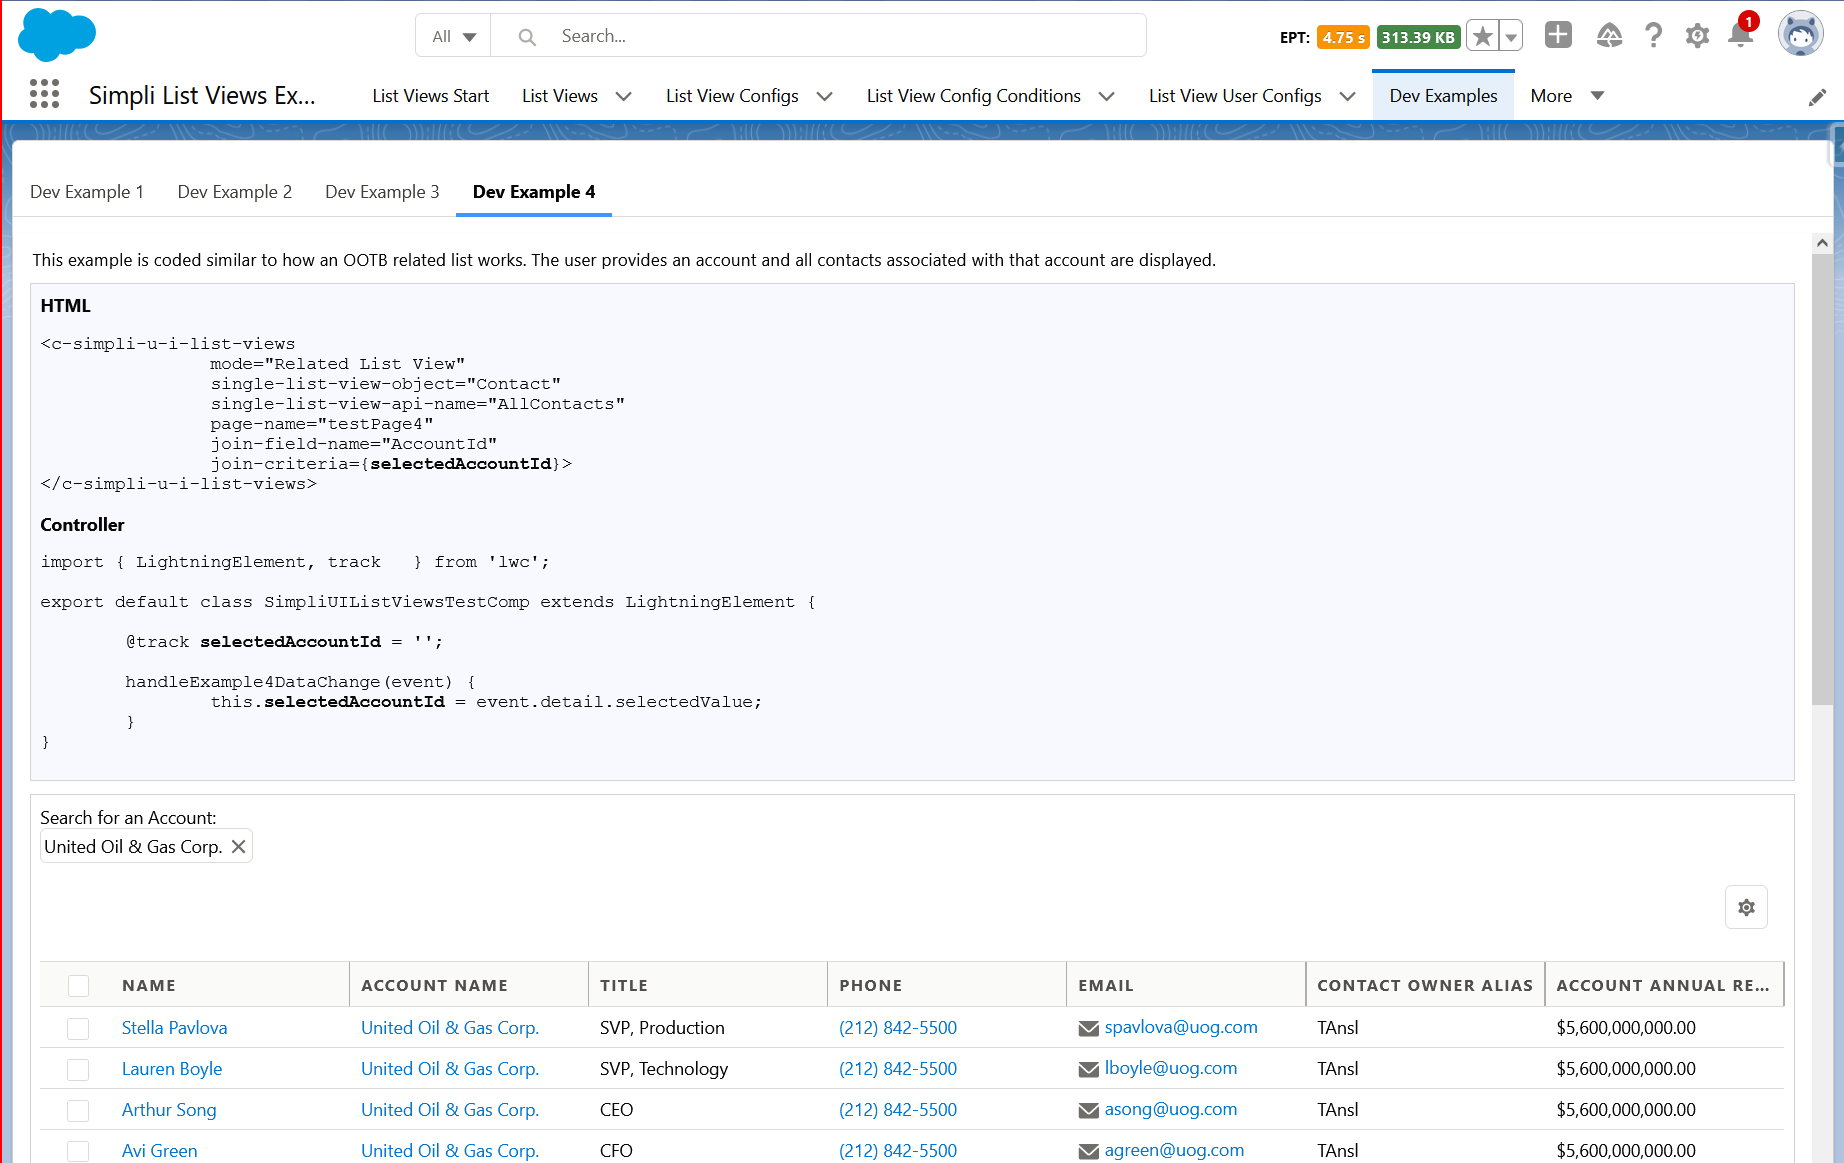 All
Search...
EPT: 4.75 s 313.39 KB
1
Simpli List Views Ex...
List Views Start List Views List View Configs List View Config Conditions List View User Configs Dev Examples More
Dev Example 1 Dev Example 2 Dev Example 3 Dev Example 4
This example is coded similar to how an OOTB related list works. The user provides an account and all contacts associated with that account are displayed.
HTML
<c-simpli-u-i-list-views
mode="Related List View"
single-list-view-object="Contact"
single-list-view-api-name="AllContacts"
page-name="testPage4"
join-field-name="AccountId"
join-criteria={selectedAccountId}>
</c-simpli-u-i-list-views>
Controller
import { LightningElement, track   } from 'lwc';
export default class SimpliUIListViewsTestComp extends LightningElement {
@track selectedAccountId = '';
handleExample4DataChange(event) {
this.selectedAccountId = event.detail.selectedValue;
}
}
Search for an Account:
United Oil & Gas Corp.
NAME ACCOUNT NAME TITLE PHONE EMAIL CONTACT OWNER ALIAS ACCOUNT ANNUAL RE...
Stella Pavlova United Oil & Gas Corp. SVP, Production (212) 842-5500 spavlova@uog.com TAnsl $5,600,000,000.00
Lauren Boyle United Oil & Gas Corp. SVP, Technology (212) 842-5500 lboyle@uog.com TAnsl $5,600,000,000.00
Arthur Song United Oil & Gas Corp. CEO (212) 842-5500 asong@uog.com TAnsl $5,600,000,000.00
Avi Green United Oil & Gas Corp. CFO (212) 842-5500 agreen@uog.com TAnsl $5,600,000,000.00